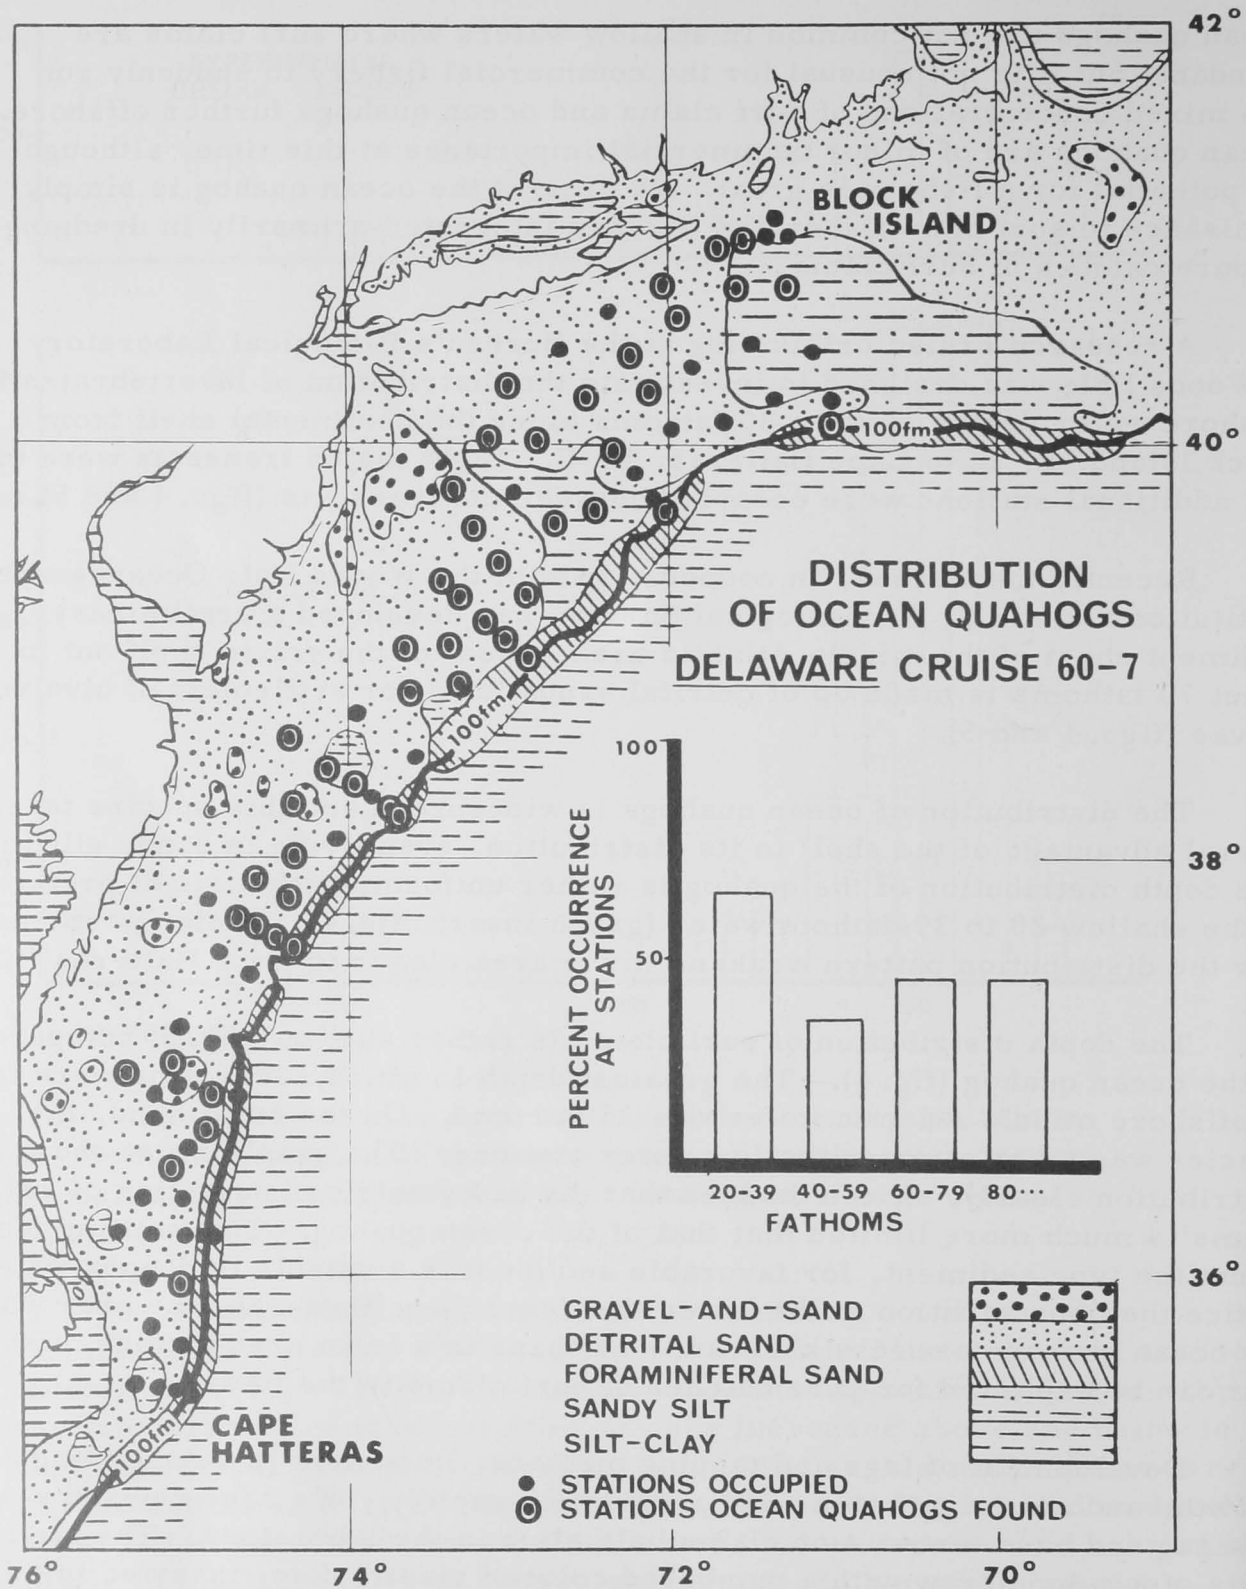 42°
BLOCK
ISLAND
100fm
40°
DISTRIBUTION
OF OCEAN QUAHOGS
DELAWARE CRUISE 60-7
100fm
100
50
PERCENT OCCURRENCE
AT STATIONS
38°
20-39 40-59 60-79 80...
FATHOMS
36°
GRAVEL-AND-SAND
DETRITAL SAND
FORAMINIFERAL SAND
SANDY SILT
SILT-CLAY
CAPE
HATTERAS
100fm
STATIONS OCCUPIED
STATIONS OCEAN QUAHOGS FOUND
76° 74° 72° 70°